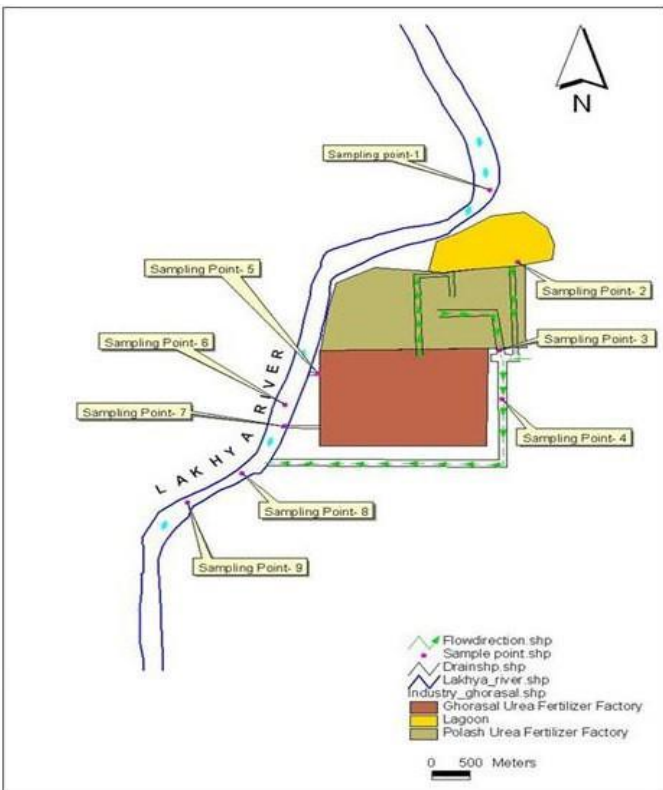 N
Sampling point-1
Sampling Point- 5
Sampling Point- 2
Sampling Point- 6
Sampling Point- 3
Sampling Point- 7
Sampling Point- 4
LAKHYA RIVER
Sampling Point- 8
Sampling Point- 9
Flowdirection.shp
Sample point.shp
Drainshp.shp
Lakhya_river.shp
Industry_ghorasal.shp
Ghorasal Urea Fertilizer Factory
Lagoon
Polash Urea Fertilizer Factory
0 500 Meters